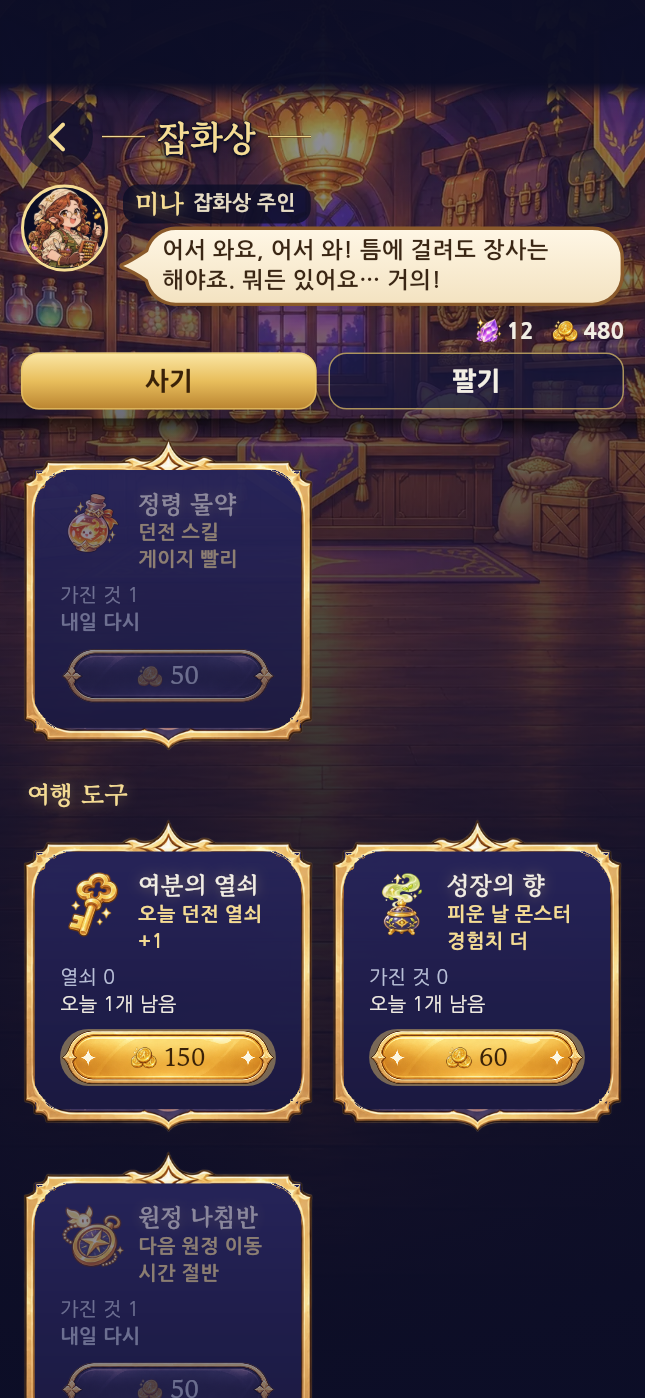 잡화상
미나 잡화상 주인
어서 와요, 어서 와! 틈에 걸려도 장사는
해야죠. 뭐든 있어요… 거의!
12 480
사기 팔기
정령 물약
던전 스킬
게이지 빨리
가진 것 1
내일 다시
50
여행 도구
여분의 열쇠
오늘 던전 열쇠
+1
열쇠 0
오늘 1개 남음
150
성장의 향
피운 날 몬스터
경험치 더
가진 것 0
오늘 1개 남음
60
원정 나침반
다음 원정 이동
시간 절반
가진 것 1
내일 다시
50